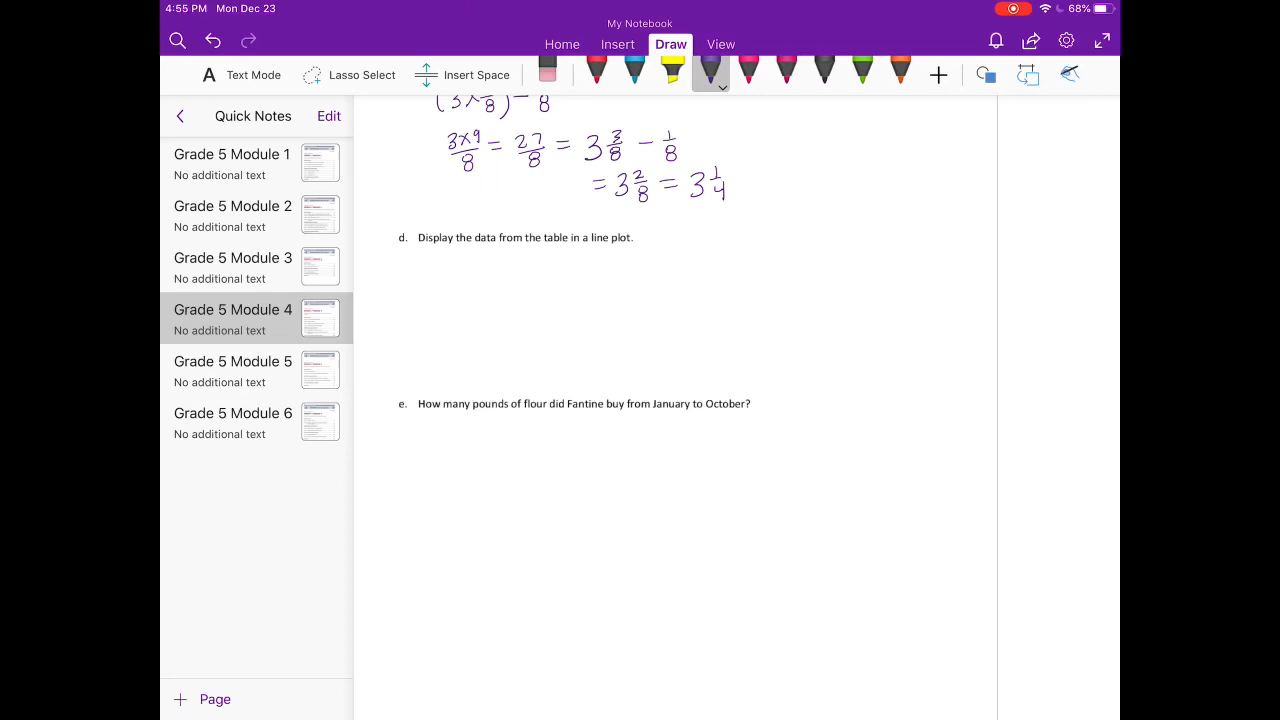 4:55 PM Mon Dec 23
68%
My Notebook
Home Insert Draw View
A Text Mode Lasso Select Insert Space
Quick Notes Edit
Grade 5 Module 1
No additional text
Grade 5 Module 2
No additional text
Grade 5 Module 3
No additional text
Grade 5 Module 4
No additional text
Grade 5 Module 5
No additional text
Grade 5 Module 6
No additional text
+ Page
3×9/8 = 27/8 = 3 3/8 − 1/8
= 3 2/8 = 3 1/4
d. Display the data from the table in a line plot.
e. How many pounds of flour did Fantine buy from January to October?